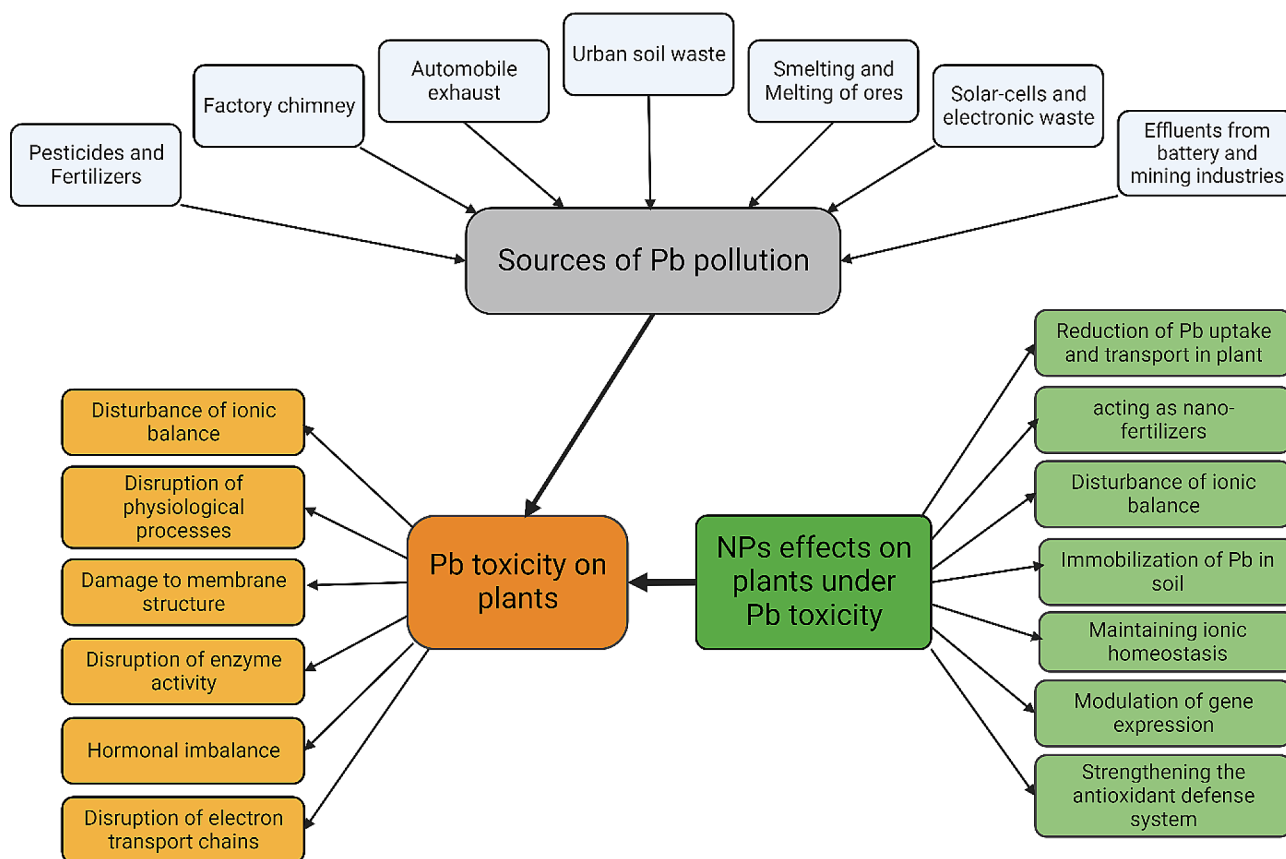 Pesticides and
Fertilizers
Factory chimney
Automobile
exhaust
Urban soil waste
Smelting and
Melting of ores
Solar-cells and
electronic waste
Effluents from
battery and
mining industries
Sources of Pb pollution
Disturbance of ionic
balance
Disruption of
physiological
processes
Damage to membrane
structure
Disruption of enzyme
activity
Hormonal imbalance
Disruption of electron
transport chains
Pb toxicity on
plants
NPs effects on
plants under
Pb toxicity
Reduction of Pb uptake
and transport in plant
acting as nano-
fertilizers
Disturbance of ionic
balance
Immobilization of Pb in
soil
Maintaining ionic
homeostasis
Modulation of gene
expression
Strengthening the
antioxidant defense
system